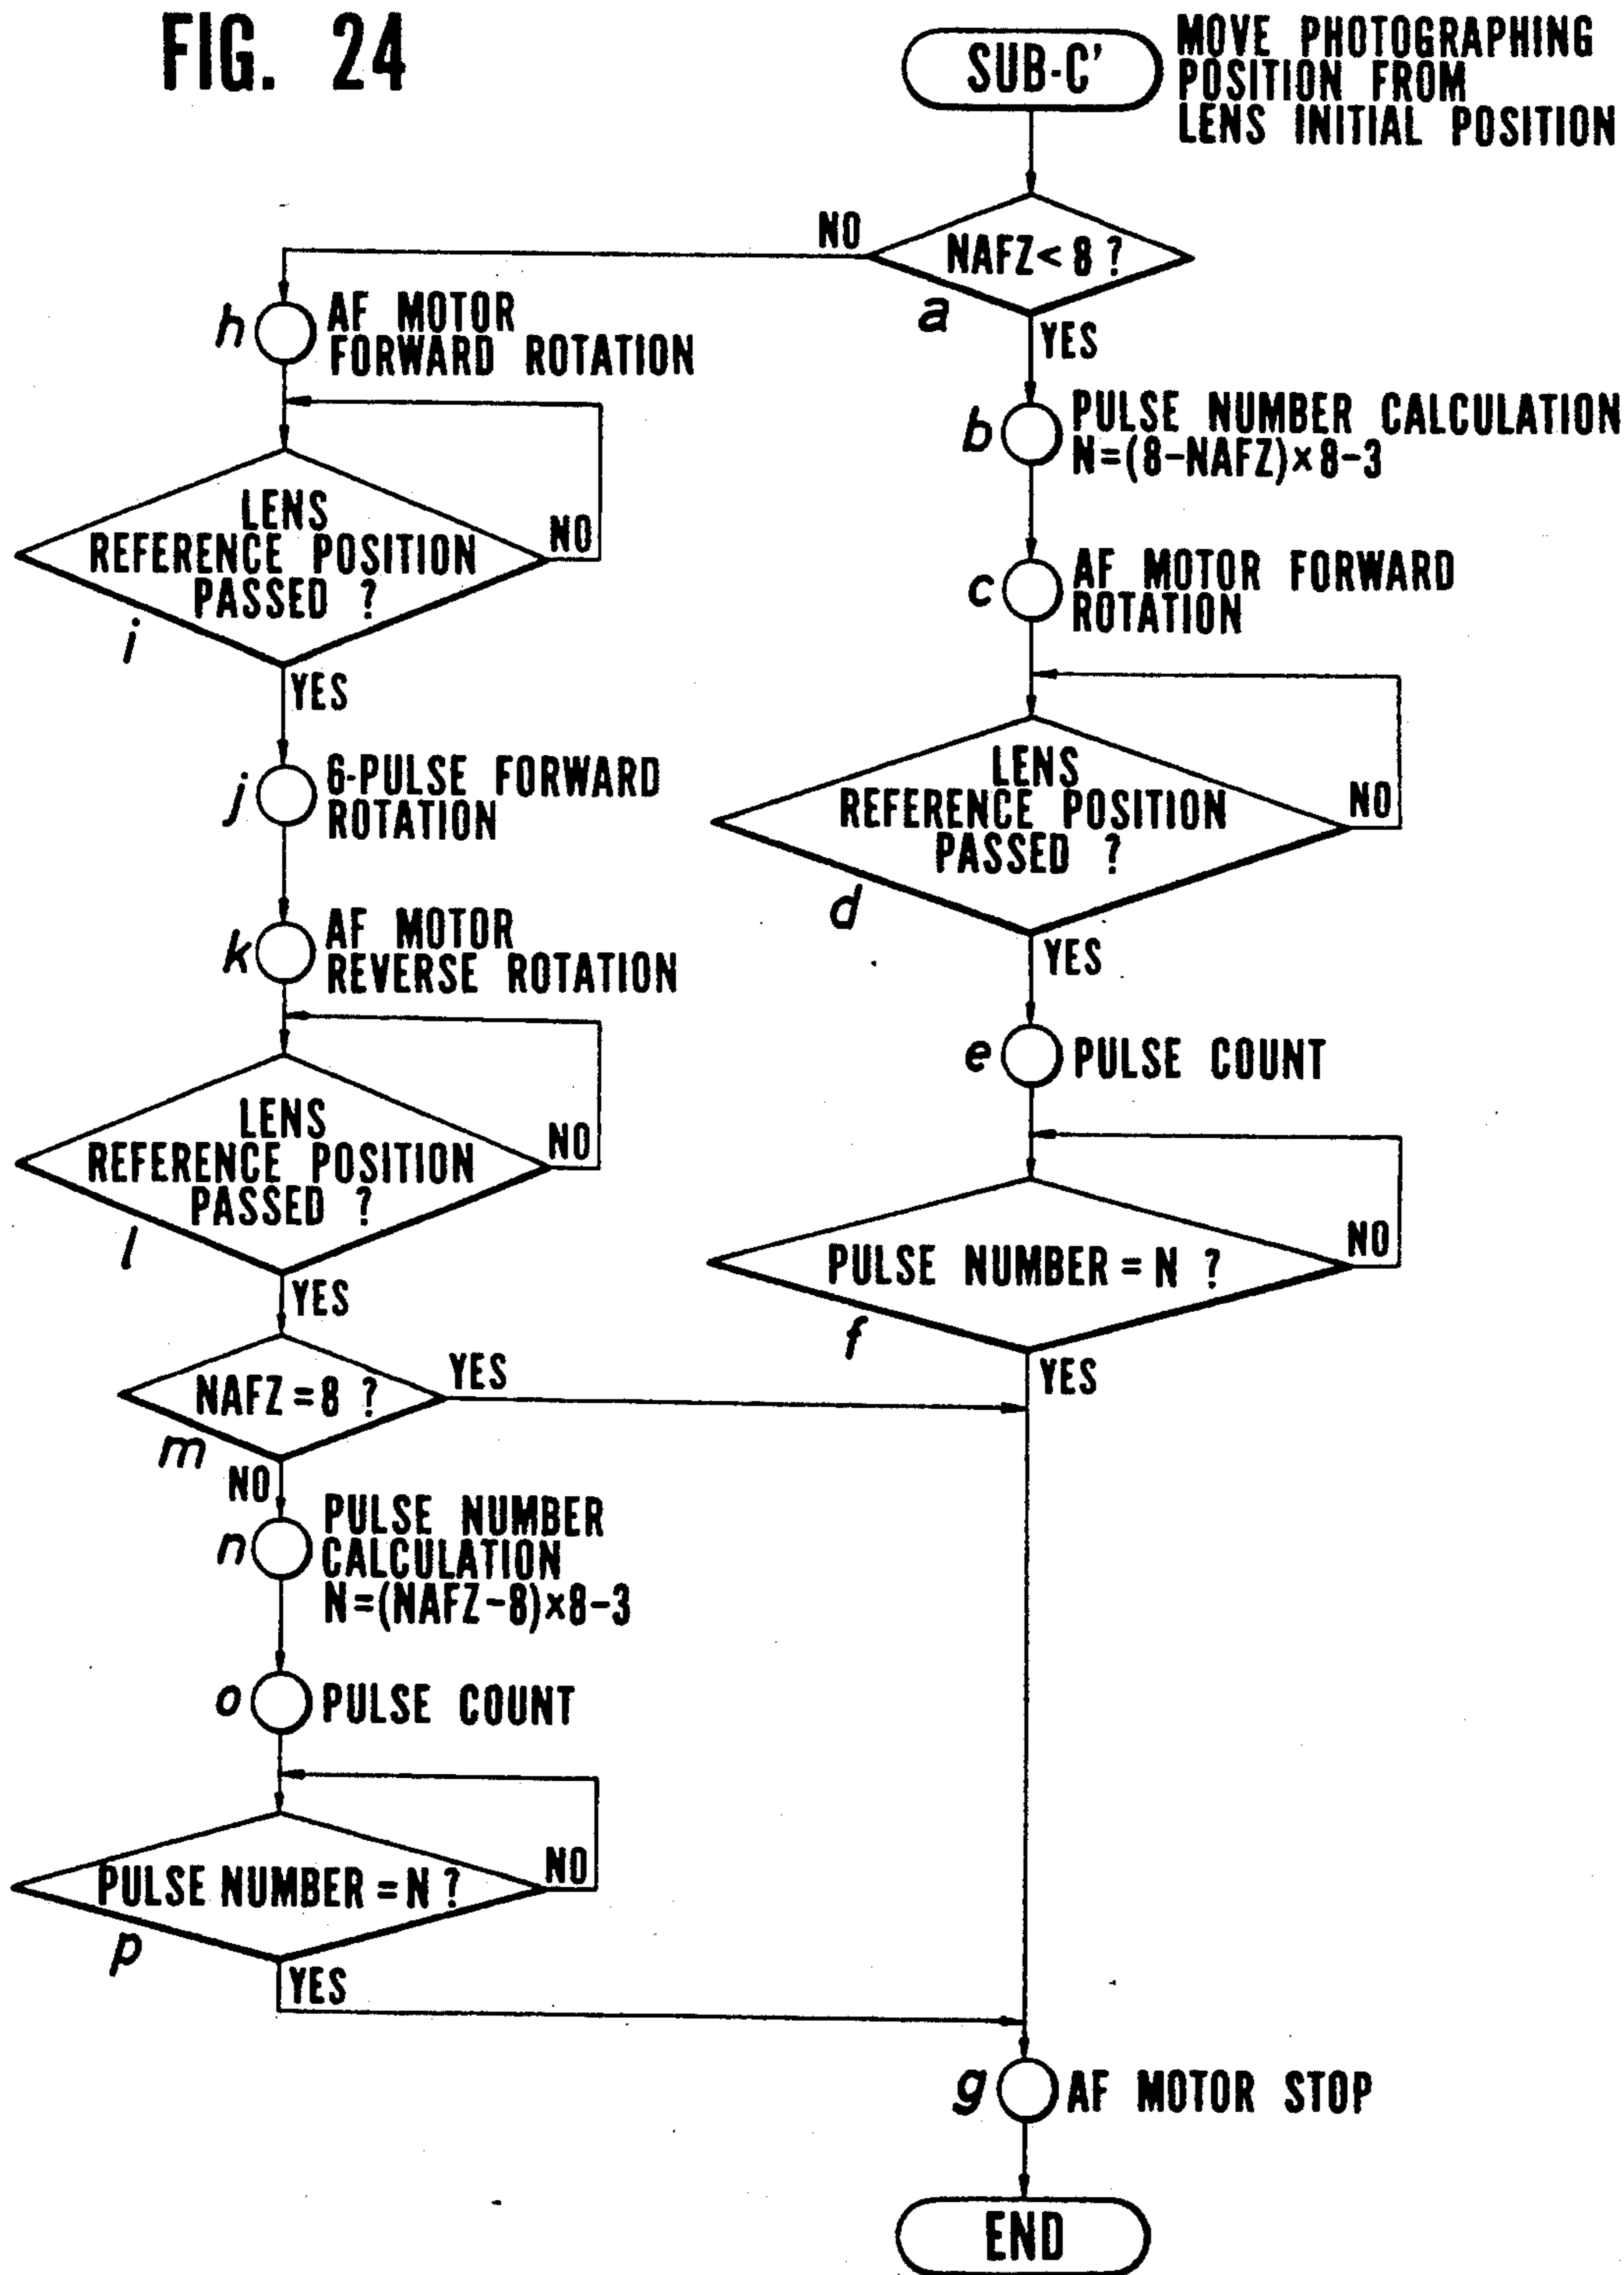 FIG. 24
SUB-C'
MOVE PHOTOGRAPHING
POSITION FROM
LENS INITIAL POSITION
NAFZ<8 ?
a
NO
YES
b
PULSE NUMBER CALCULATION
N=(8-NAFZ)×8-3
c
AF MOTOR FORWARD
ROTATION
LENS
REFERENCE POSITION
PASSED ?
d
NO
YES
e
PULSE COUNT
PULSE NUMBER = N ?
f
NO
YES
h
AF MOTOR
FORWARD ROTATION
LENS
REFERENCE POSITION
PASSED ?
i
NO
YES
j
6-PULSE FORWARD
ROTATION
k
AF MOTOR
REVERSE ROTATION
LENS
REFERENCE POSITION
PASSED ?
l
NO
YES
NAFZ=8 ?
m
YES
NO
n
PULSE NUMBER
CALCULATION
N=(NAFZ-8)×8-3
o
PULSE COUNT
PULSE NUMBER = N ?
p
NO
YES
g
AF MOTOR STOP
END